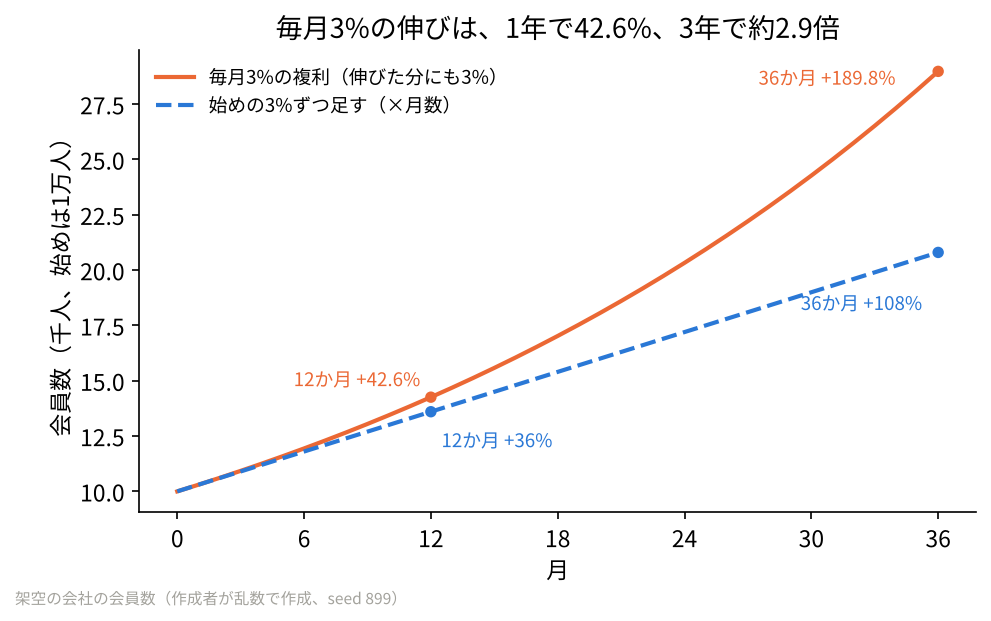 毎月3%の伸びは、1年で42.6%、3年で約2.9倍
毎月3%の複利（伸びた分にも3%）
始めの3%ずつ足す（×月数）
会員数（千人、始めは1万人）
27.5
25.0
22.5
20.0
17.5
15.0
12.5
10.0
36か月 +189.8%
36か月 +108%
12か月 +42.6%
12か月 +36%
0
6
12
18
24
30
36
月
架空の会社の会員数（作成者が乱数で作成、seed 899）